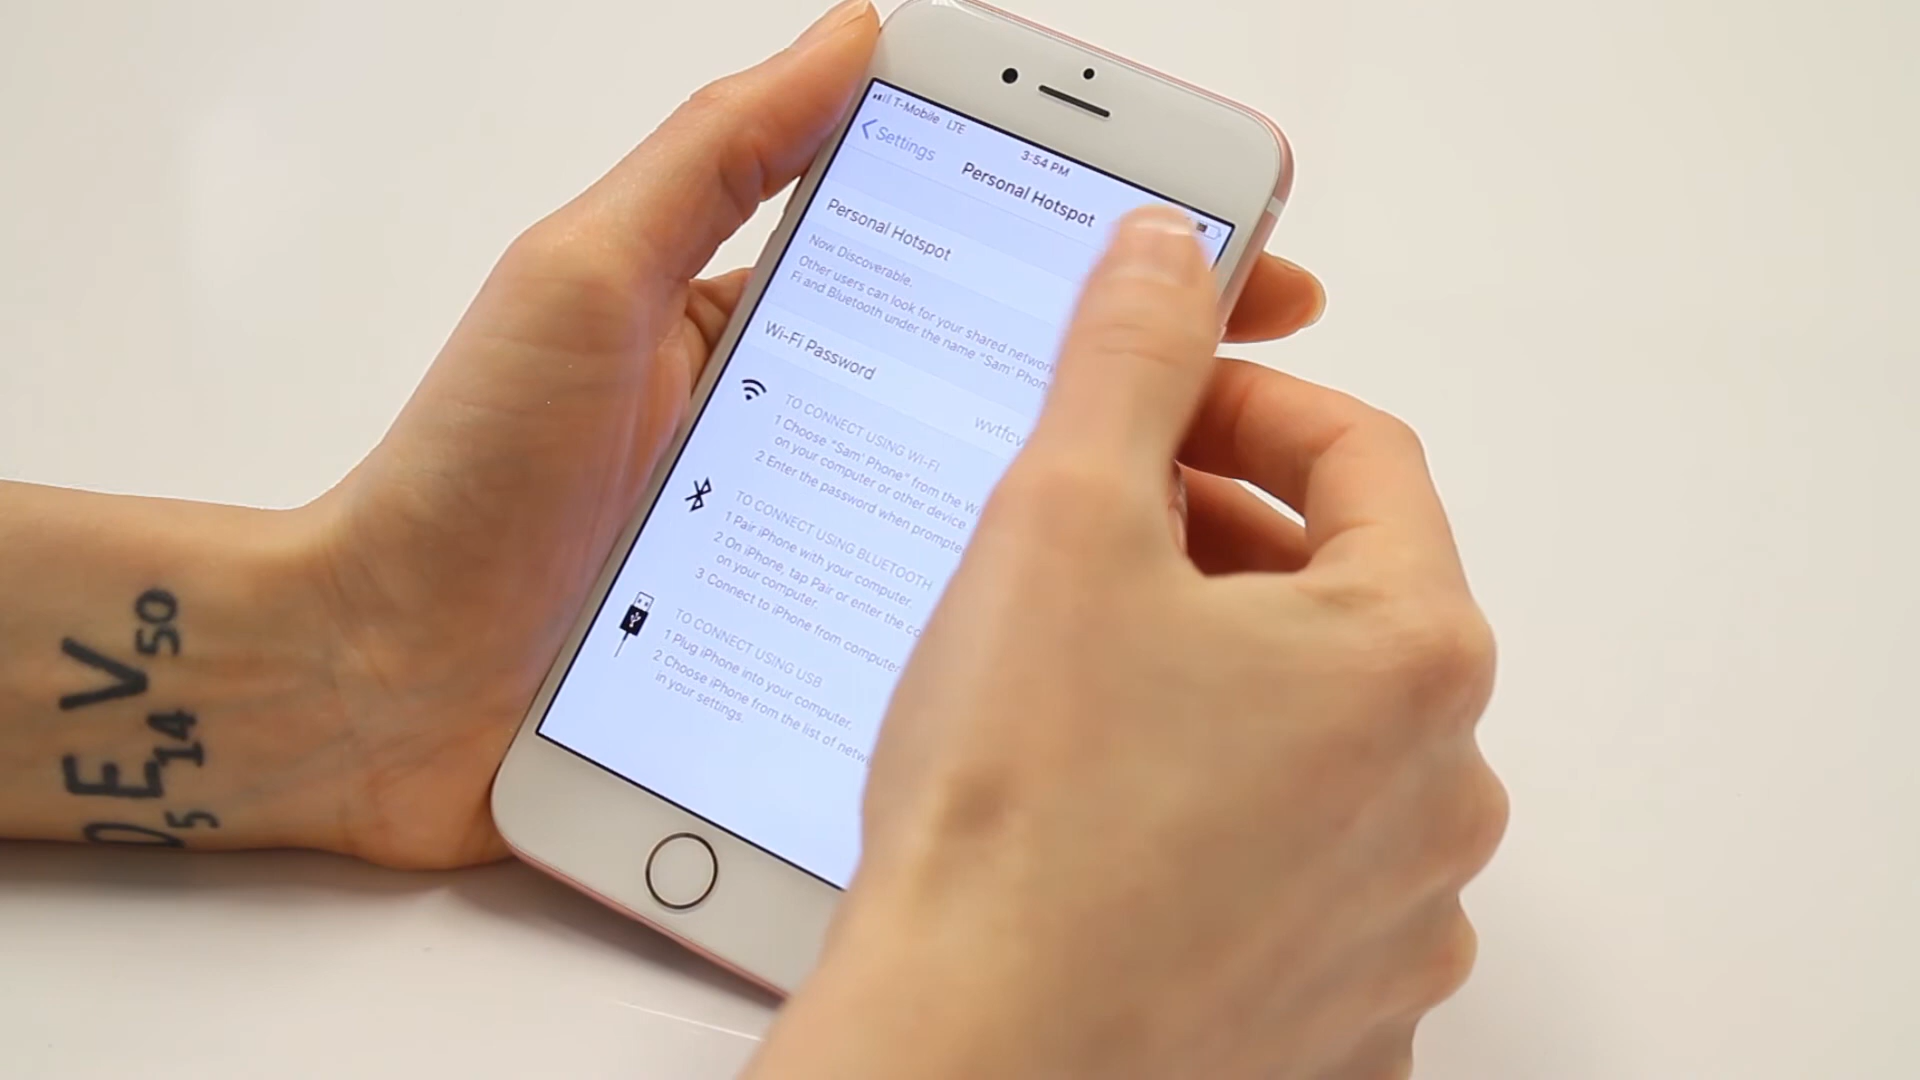 T-Mobile LTE
3:54 PM
Settings
Personal Hotspot
Personal Hotspot
Now Discoverable.
Other users can look for your shared network
Fi and Bluetooth under the name "Sam' Phon
Wi-Fi Password
wvtfcv
TO CONNECT USING WI-FI
1 Choose "Sam' Phone" from the Wi
on your computer or other device.
2 Enter the password when prompte
TO CONNECT USING BLUETOOTH
1 Pair iPhone with your computer.
2 On iPhone, tap Pair or enter the co
on your computer.
3 Connect to iPhone from computer
TO CONNECT USING USB
1 Plug iPhone into your computer.
2 Choose iPhone from the list of netw
in your settings.
D5 E14 V50